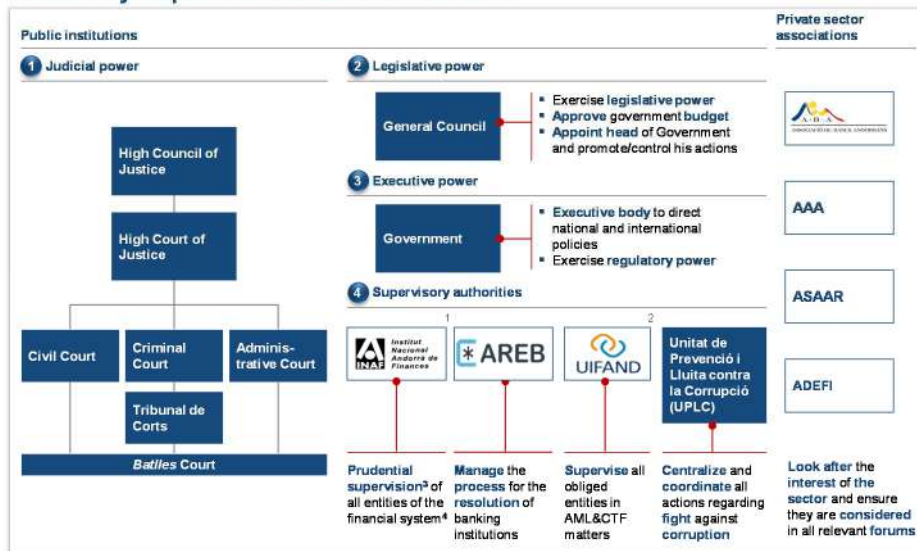 Public institutions
Private sector
associations
1 Judicial power
High Council of
Justice
High Court of
Justice
Civil Court
Criminal
Court
Adminis-
trative Court
Tribunal de
Corts
Batlles Court
2 Legislative power
General Council
▪ Exercise legislative power
▪ Approve government budget
▪ Appoint head of Government
and promote/control his actions
3 Executive power
Government
▪ Executive body to direct
national and international
policies
▪ Exercise regulatory power
4 Supervisory authorities
1
2
INAF
Institut
Nacional
Andorrà de
Finances
AREB
UIFAND
Unitat de
Prevenció i
Lluita contra
la Corrupció
(UPLC)
Prudential
supervision³ of
all entities of the
financial system⁴
Manage the
process for the
resolution of
banking
institutions
Supervise all
obliged
entities in
AML&CTF
matters
Centralize and
coordinate all
actions regarding
fight against
corruption
ASSOCIACIÓ DE BANCS ANDORRANS
AAA
ASAAR
ADEFI
Look after the
interest of the
sector and ensure
they are considered
in all relevant forums